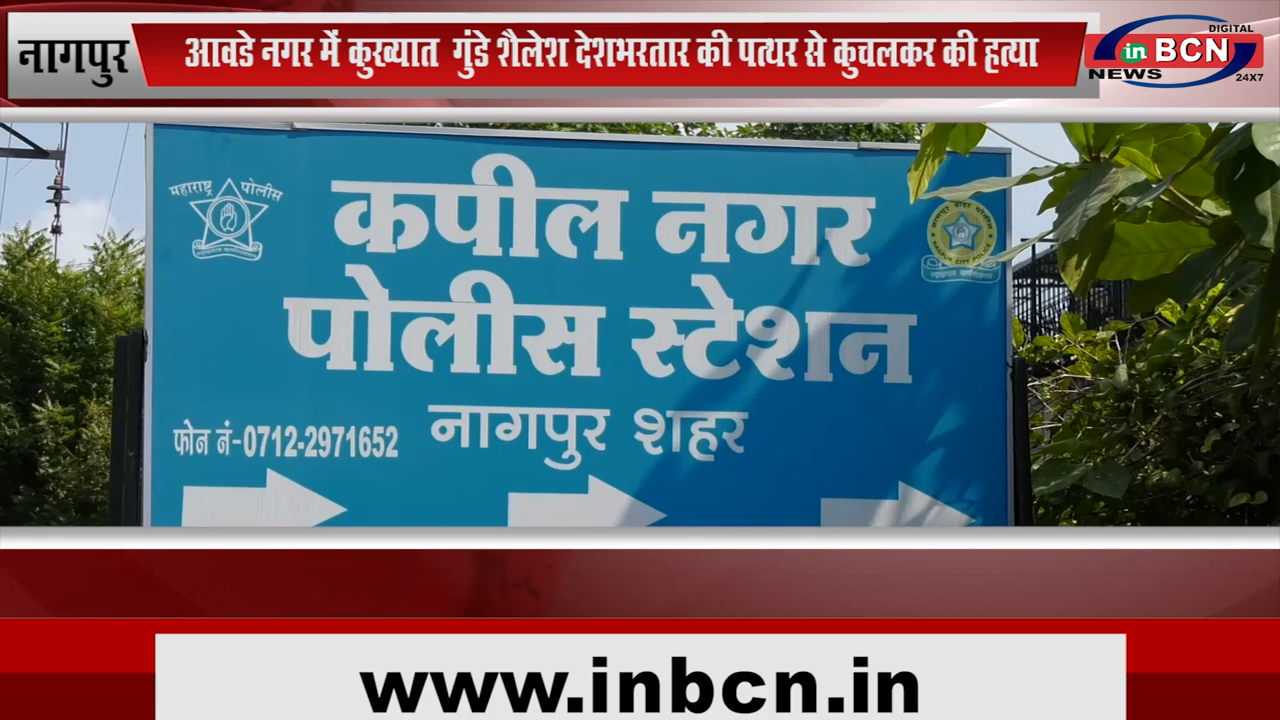 नागपुर
आवडे नगर में कुख्यात गुंडे शैलेश देशभरतार की पत्थर से कुचलकर की हत्या
DIGITAL
in BCN
NEWS 24X7
महाराष्ट्र पोलीस
कपील नगर
पोलीस स्टेशन
नागपुर शहर
फोन नं-0712-2971652
www.inbcn.in